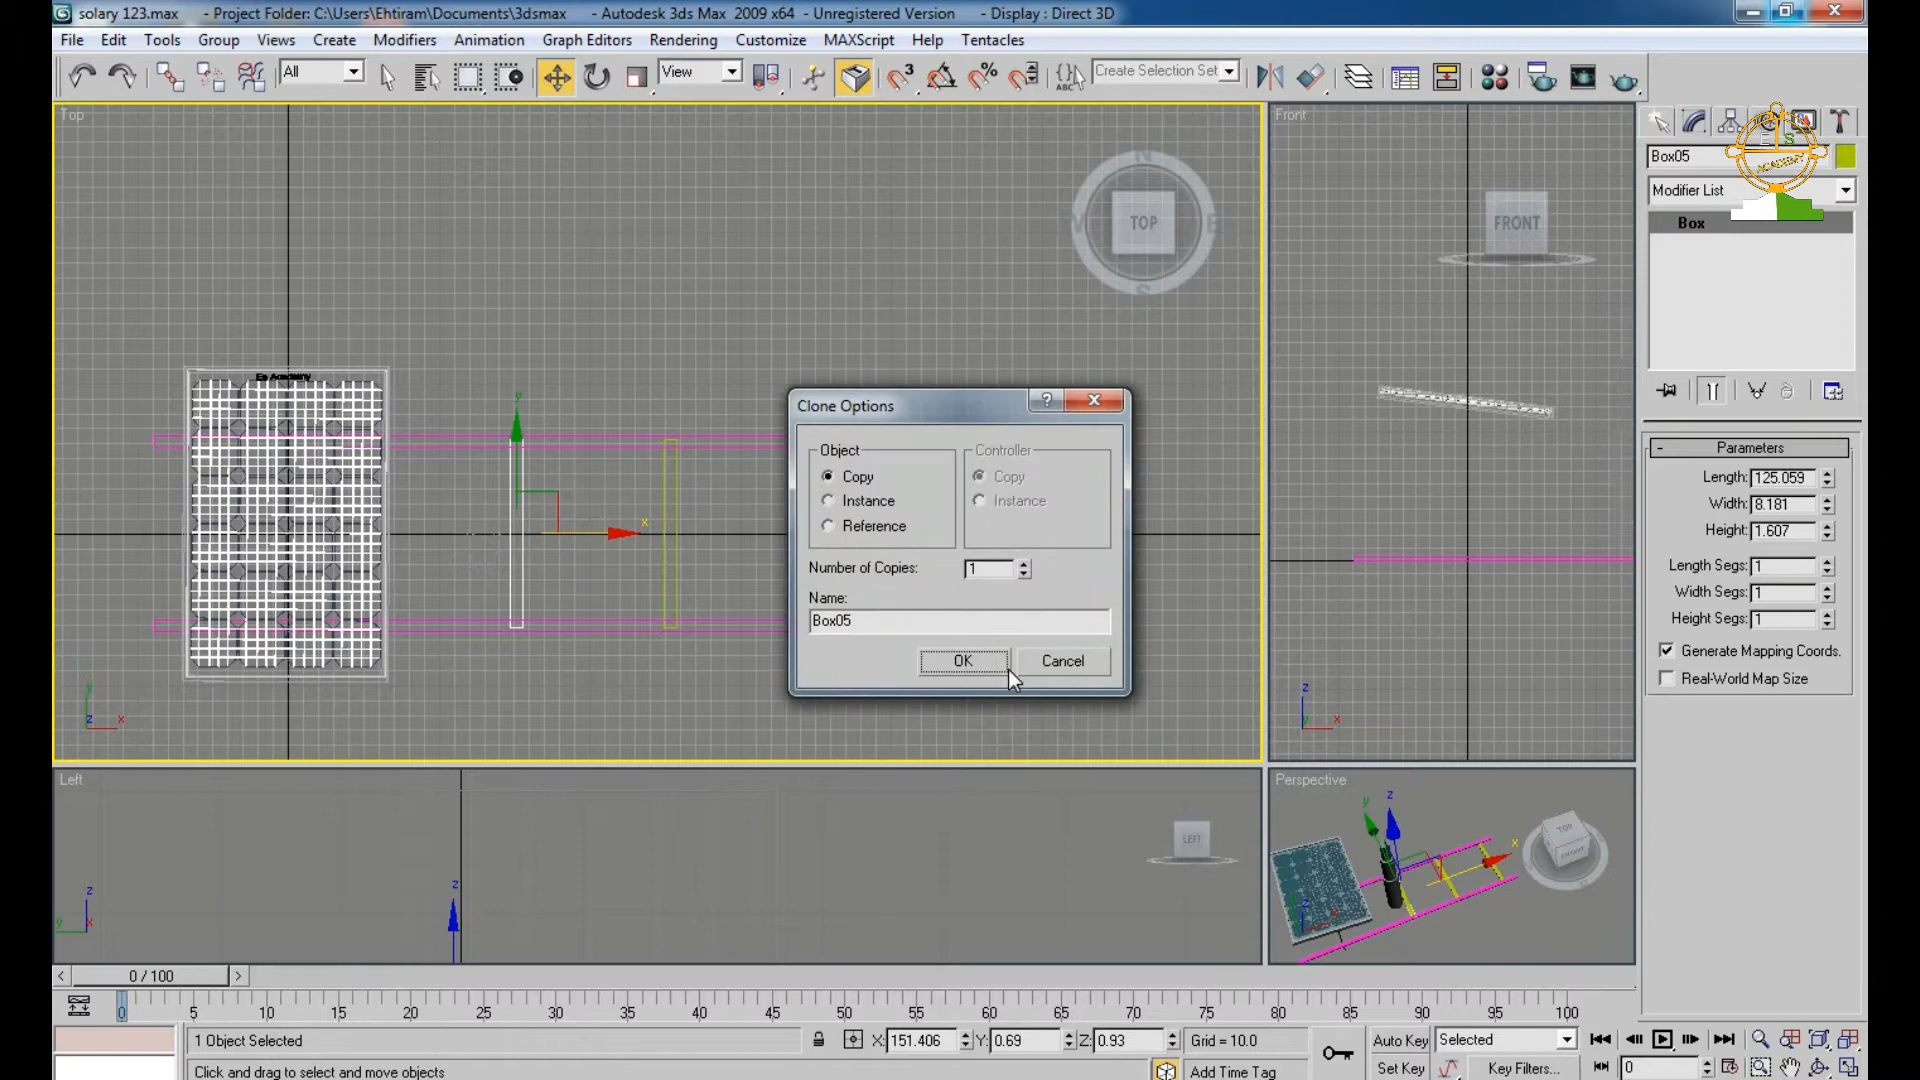 solary 123.max - Project Folder: C:\Users\Ehtiram\Documents\3dsmax - Autodesk 3ds Max 2009 x64 - Unregistered Version - Display : Direct 3D
File Edit Tools Group Views Create Modifiers Animation Graph Editors Rendering Customize MAXScript Help Tentacles
All View Create Selection Set
Top
TOP
Front
FRONT
Es Academy
E S
ACADEMY
Box05
Modifier List
Box
Clone Options
Object
Copy
Instance
Reference
Controller
Copy
Instance
Number of Copies: 1
Name:
Box05
OK Cancel
- Parameters
Length: 125.059
Width: 8.181
Height: 1.607
Length Segs: 1
Width Segs: 1
Height Segs: 1
Generate Mapping Coords.
Real-World Map Size
Left
LEFT
Perspective
TOP
0 / 100
0 5 10 15 20 25 30 35 40 45 50 55 60 65 70 75 80 85 90 95 100
1 Object Selected X: 151.406 Y: 0.69 Z: 0.93 Grid = 10.0 Auto Key Selected
Click and drag to select and move objects Add Time Tag Set Key Key Filters... 0